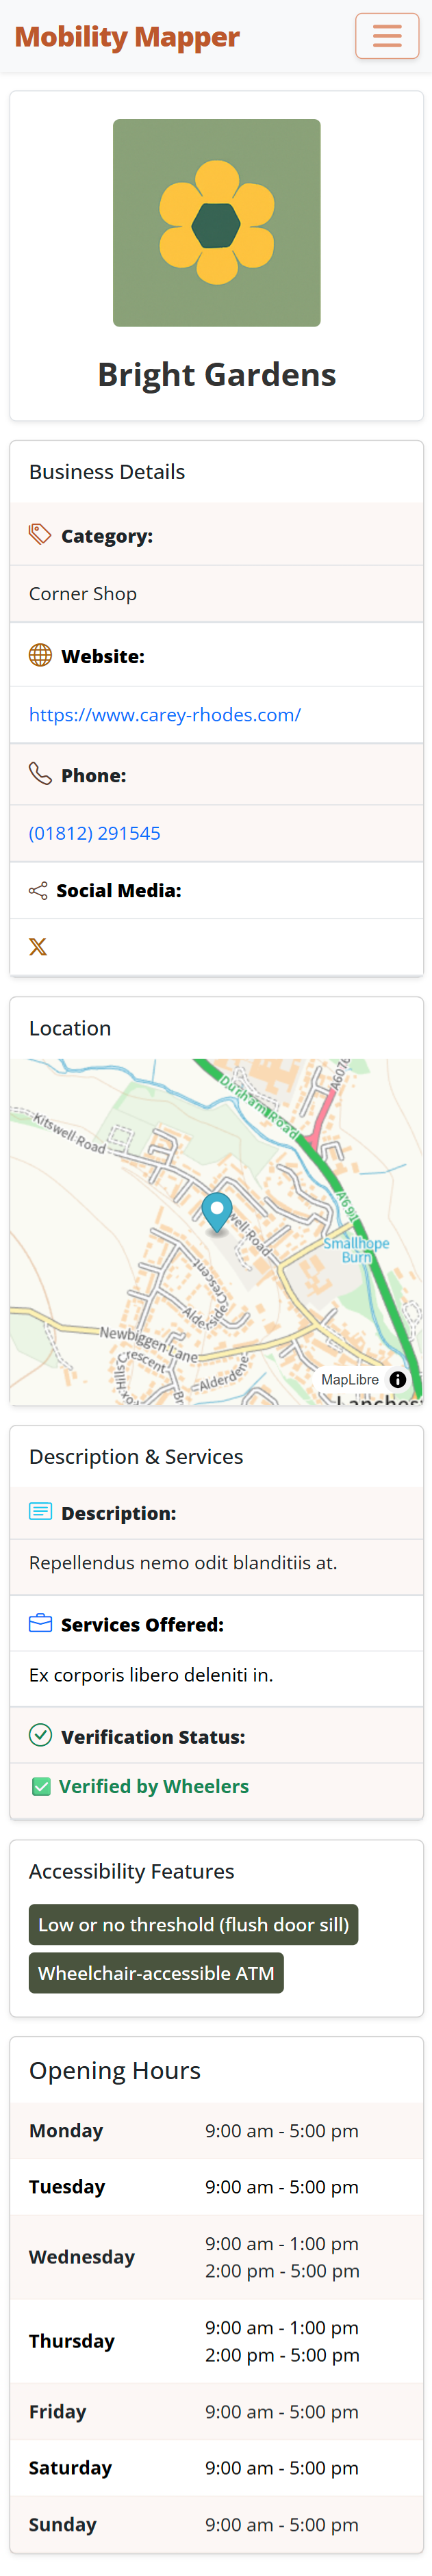 Mobility Mapper
Bright Gardens
Business Details
Category:
Corner Shop
Website:
https://www.carey-rhodes.com/
Phone:
(01812) 291545
Social Media:
Location
Durham Road
A6076
Kitswell Road
A691
Smallhope
Burn
Newbiggen Lane
Crescent
Alderdene
MapLibre
Description & Services
Description:
Repellendus nemo odit blanditiis at.
Services Offered:
Ex corporis libero deleniti in.
Verification Status:
✅ Verified by Wheelers
Accessibility Features
Low or no threshold (flush door sill)
Wheelchair-accessible ATM
Opening Hours
Monday 9:00 am - 5:00 pm
Tuesday 9:00 am - 5:00 pm
Wednesday 9:00 am - 1:00 pm
2:00 pm - 5:00 pm
Thursday 9:00 am - 1:00 pm
2:00 pm - 5:00 pm
Friday 9:00 am - 5:00 pm
Saturday 9:00 am - 5:00 pm
Sunday 9:00 am - 5:00 pm